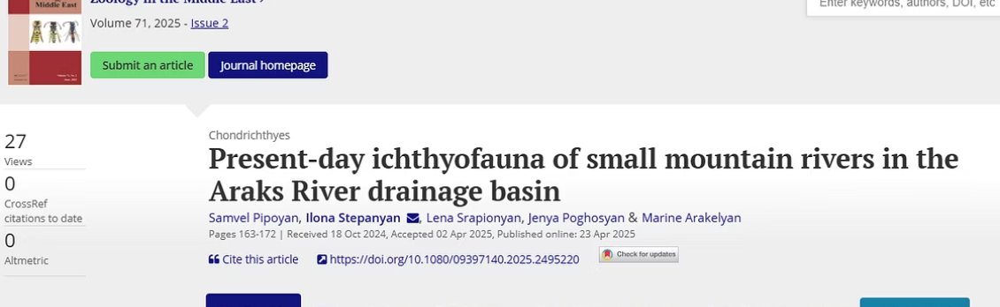 Middle East
Zoology in the Middle East ›
Enter keywords, authors, DOI, etc
Volume 71, 2025 - Issue 2
Submit an article
Journal homepage
27
Views
0
CrossRef
citations to date
0
Altmetric
Chondrichthyes
Present-day ichthyofauna of small mountain rivers in the
Araks River drainage basin
Samvel Pipoyan, Ilona Stepanyan, Lena Srapionyan, Jenya Poghosyan & Marine Arakelyan
Pages 163-172 | Received 18 Oct 2024, Accepted 02 Apr 2025, Published online: 23 Apr 2025
Cite this article
https://doi.org/10.1080/09397140.2025.2495220
Check for updates